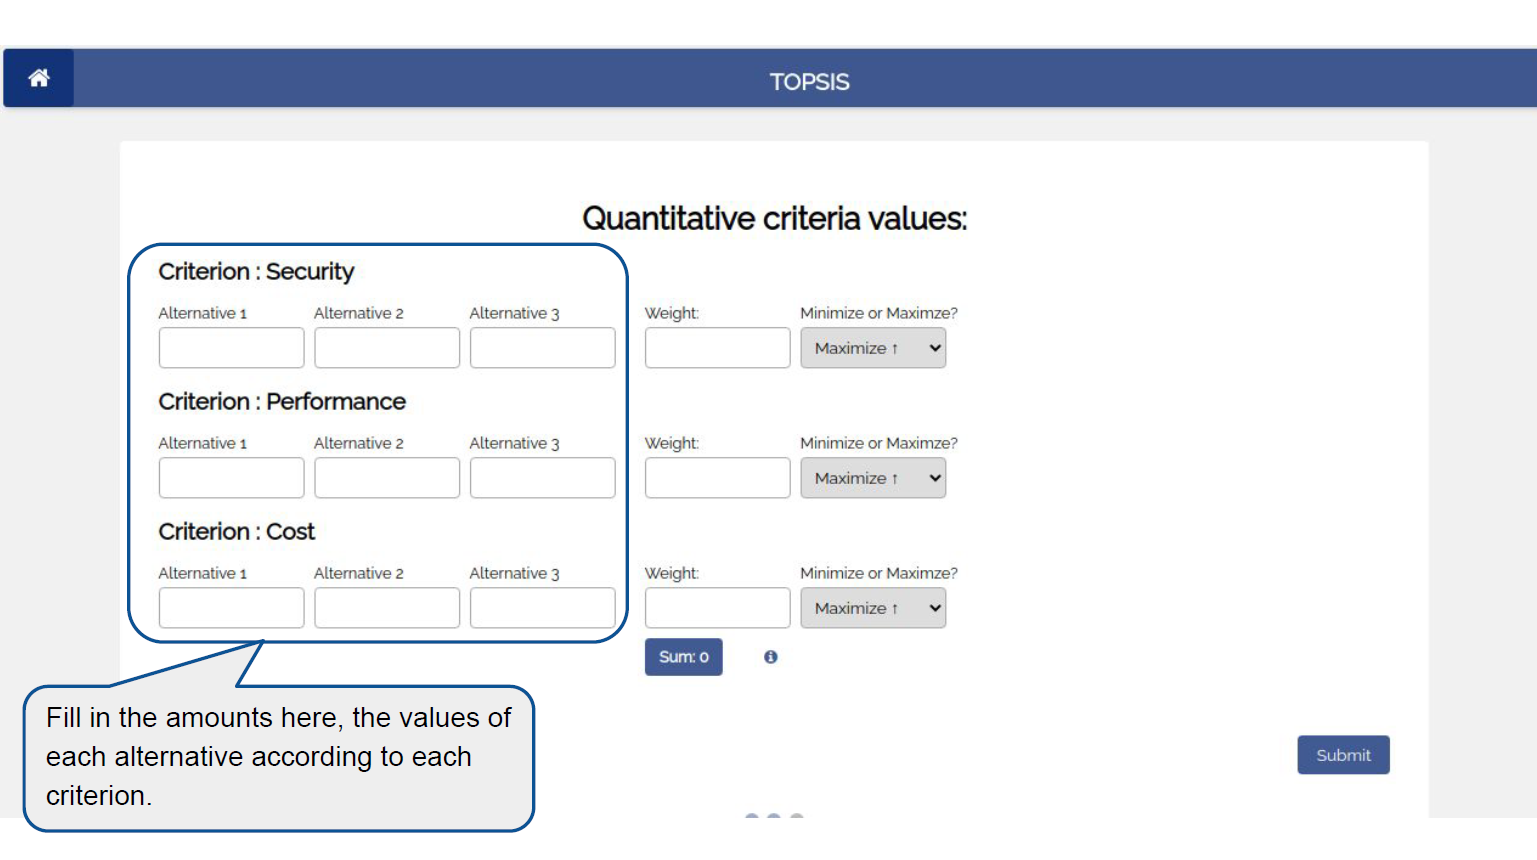 TOPSIS
Quantitative criteria values:
Criterion : Security
Alternative 1 Alternative 2 Alternative 3 Weight: Minimize or Maximze?
Maximize ↑
Criterion : Performance
Alternative 1 Alternative 2 Alternative 3 Weight: Minimize or Maximze?
Maximize ↑
Criterion : Cost
Alternative 1 Alternative 2 Alternative 3 Weight: Minimize or Maximze?
Maximize ↑
Sum: 0
Fill in the amounts here, the values of
each alternative according to each
criterion.
Submit